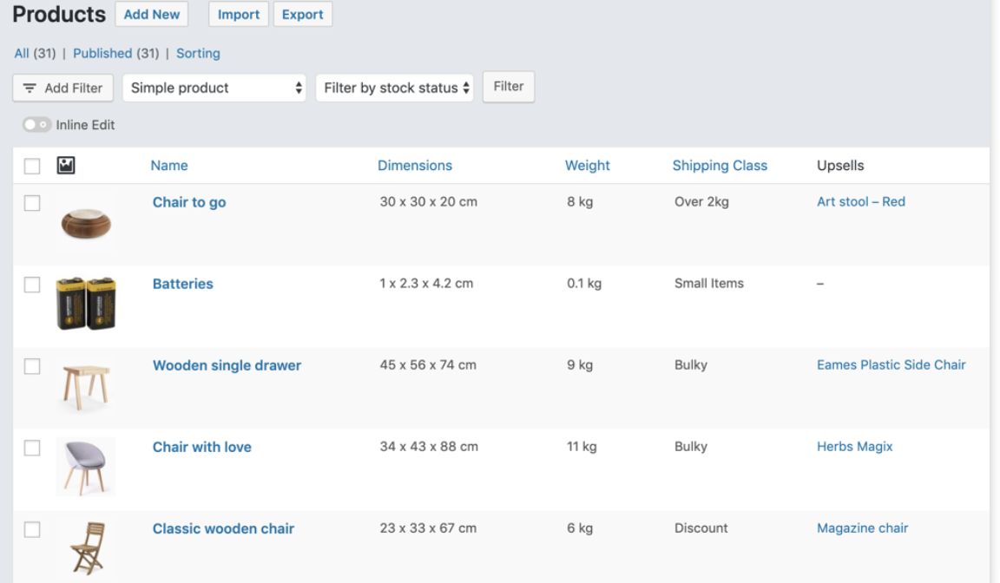 Products Add New Import Export
All (31) | Published (31) | Sorting
Add Filter Simple product Filter by stock status Filter
Inline Edit
Name Dimensions Weight Shipping Class Upsells
Chair to go 30 x 30 x 20 cm 8 kg Over 2kg Art stool – Red
Batteries 1 x 2.3 x 4.2 cm 0.1 kg Small Items –
Wooden single drawer 45 x 56 x 74 cm 9 kg Bulky Eames Plastic Side Chair
Chair with love 34 x 43 x 88 cm 11 kg Bulky Herbs Magix
Classic wooden chair 23 x 33 x 67 cm 6 kg Discount Magazine chair